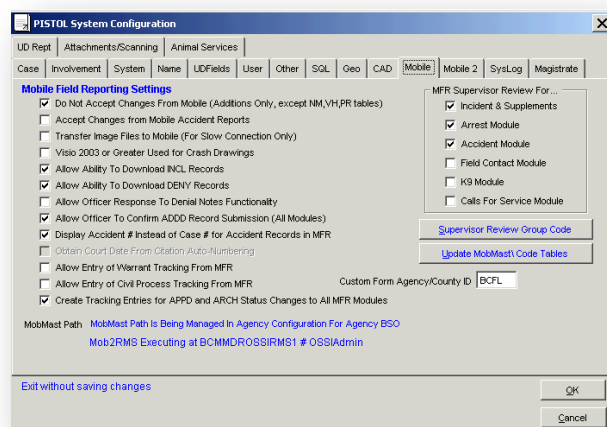 PISTOL System Configuration
UD Rept Attachments/Scanning Animal Services
Case Involvement System Name UDFields User Other SQL Geo CAD Mobile Mobile 2 SysLog Magistrate
Mobile Field Reporting Settings
Do Not Accept Changes From Mobile (Additions Only, except NM,VH,PR tables)
Accept Changes from Mobile Accident Reports
Transfer Image Files to Mobile (For Slow Connection Only)
Visio 2003 or Greater Used for Crash Drawings
Allow Ability To Download INCL Records
Allow Ability To Download DENY Records
Allow Officer Response To Denial Notes Functionality
Allow Officer To Confirm ADDD Record Submission (All Modules)
Display Accident # Instead of Case # for Accident Records in MFR
Obtain Court Date From Citation Auto-Numbering
Allow Entry of Warrant Tracking From MFR
Allow Entry of Civil Process Tracking From MFR
Create Tracking Entries for APPD and ARCH Status Changes to All MFR Modules
MFR Supervisor Review For...
Incident & Supplements
Arrest Module
Accident Module
Field Contact Module
K9 Module
Calls For Service Module
Supervisor Review Group Code
Update MobMast\ Code Tables
Custom Form Agency/County ID BCFL
MobMast Path MobMast Path Is Being Managed In Agency Configuration For Agency BSO
Mob2RMS Executing at BCMMDROSSIRMS1 # OSSIAdmin
Exit without saving changes
OK
Cancel